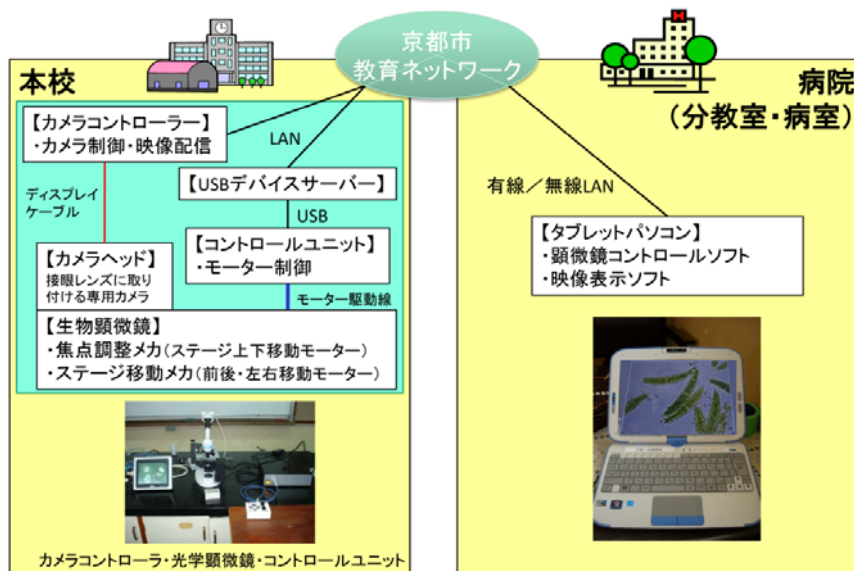 京都市
教育ネットワーク
本校
【カメラコントローラー】
・カメラ制御・映像配信
LAN
【USBデバイスサーバー】
ディスプレイ
ケーブル
USB
【コントロールユニット】
・モーター制御
【カメラヘッド】
接眼レンズに取り
付ける専用カメラ
モーター駆動線
【生物顕微鏡】
・焦点調整メカ(ステージ上下移動モーター)
・ステージ移動メカ(前後・左右移動モーター)
カメラコントローラ・光学顕微鏡・コントロールユニット
H
病院
(分教室・病室)
有線/無線LAN
【タブレットパソコン】
・顕微鏡コントロールソフト
・映像表示ソフト